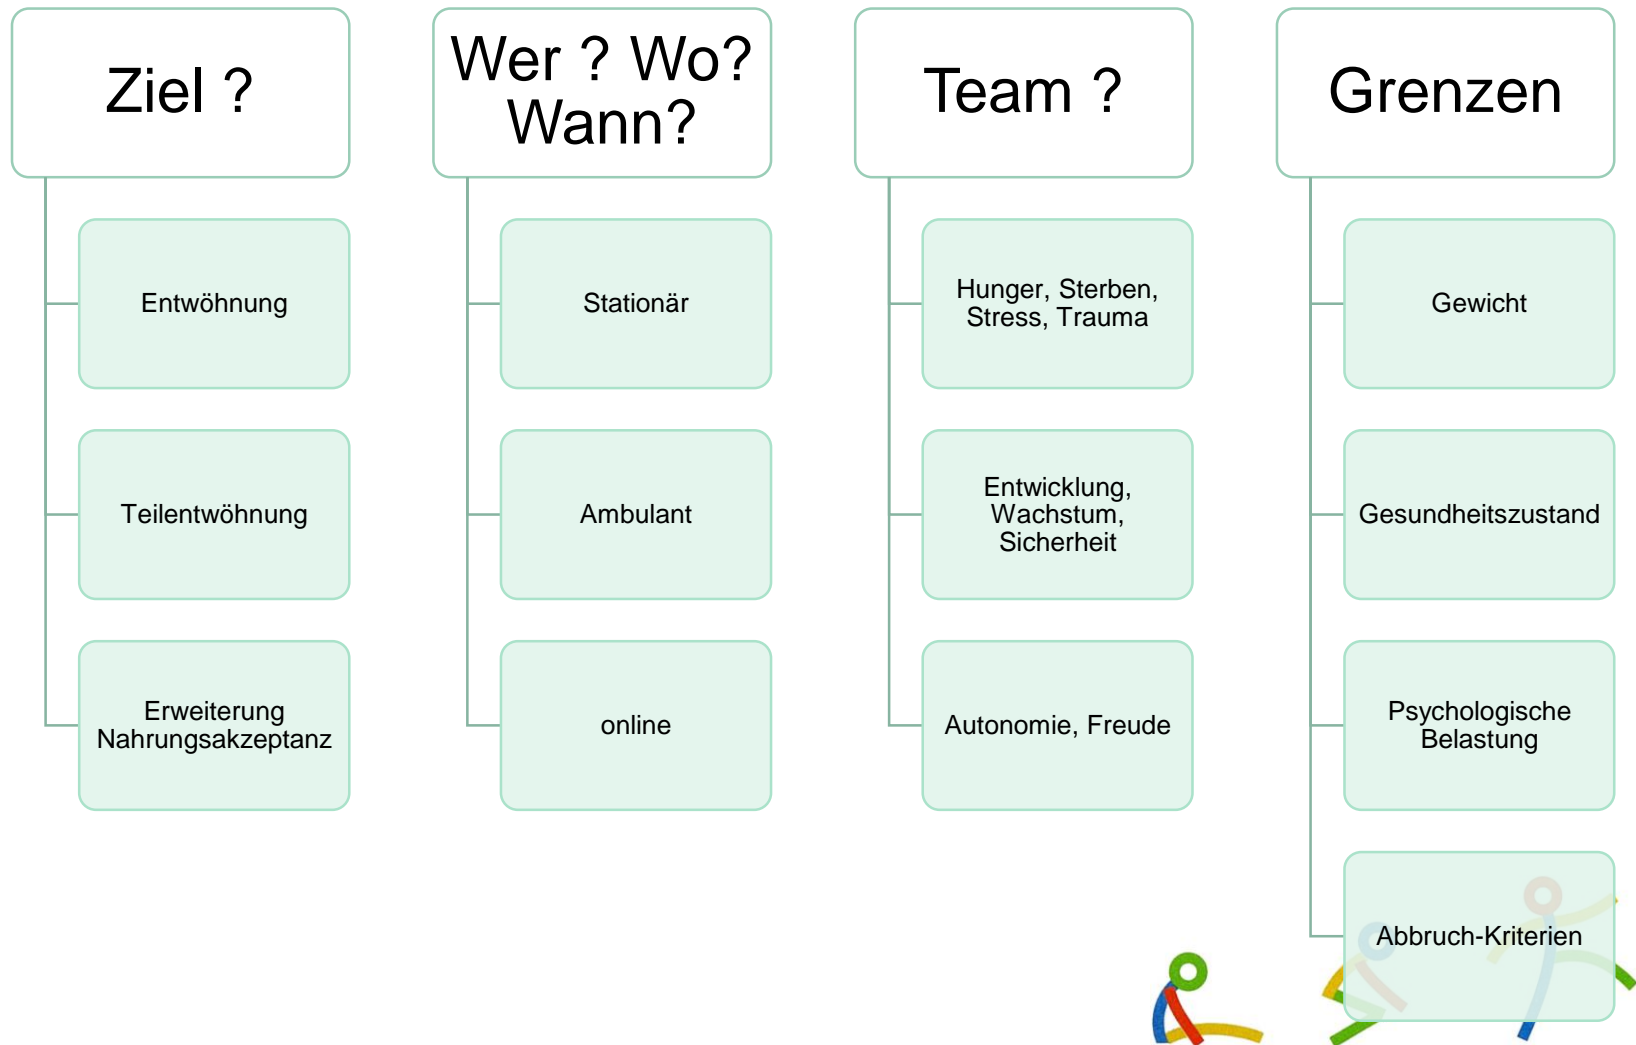 Ziel ?
Entwöhnung
Teilentwöhnung
Erweiterung
Nahrungsakzeptanz
Wer ? Wo?
Wann?
Stationär
Ambulant
online
Team ?
Hunger, Sterben,
Stress, Trauma
Entwicklung,
Wachstum,
Sicherheit
Autonomie, Freude
Grenzen
Gewicht
Gesundheitszustand
Psychologische
Belastung
Abbruch-Kriterien